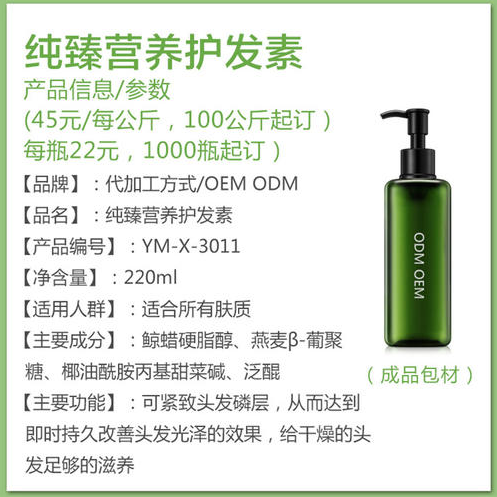 纯臻营养护发素
产品信息/参数
(45元/每公斤，100公斤起订）
每瓶22元，1000瓶起订）
【品牌】：代加工方式/OEM ODM
【品名】：纯臻营养护发素
【产品编号】：YM-X-3011
【净含量】：220ml
【适用人群】：适合所有肤质
【主要成分】：鲸蜡硬脂醇、燕麦β-葡聚
糖、椰油酰胺丙基甜菜碱、泛醌
【主要功能】：可紧致头发磷层，从而达到
即时持久改善头发光泽的效果，给干燥的头
发足够的滋养
ODM OEM
（成品包材）